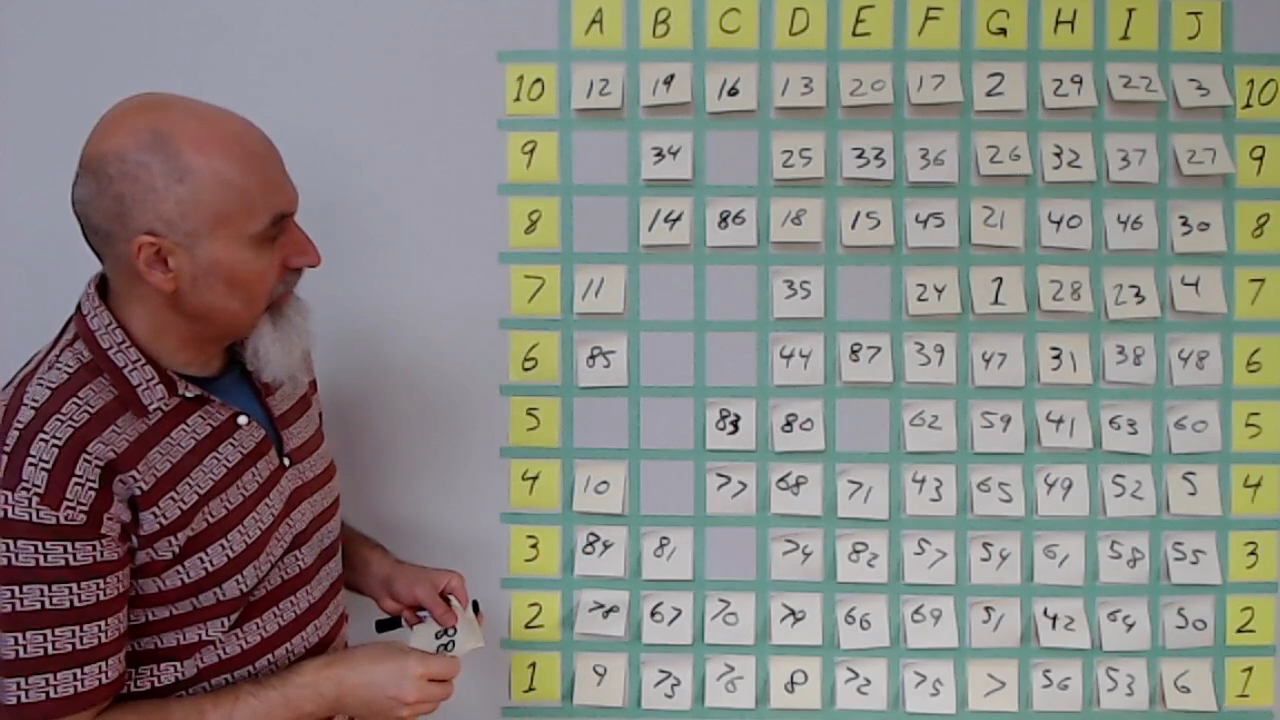 A B C D E F G H I J
10 12 19 16 13 20 17 2 29 22 3 10
9 34 25 33 36 26 32 37 27 9
8 14 86 18 15 45 21 40 46 30 8
7 11 35 24 1 28 23 4 7
6 85 44 87 39 47 31 38 48 6
5 83 80 62 59 41 63 60 5
4 10 77 68 71 43 65 49 52 5 4
3 84 81 74 82 57 54 61 58 55 3
2 78 67 70 79 66 69 51 42 64 50 2
1 9 73 76 8 72 75 7 56 53 6 1
88